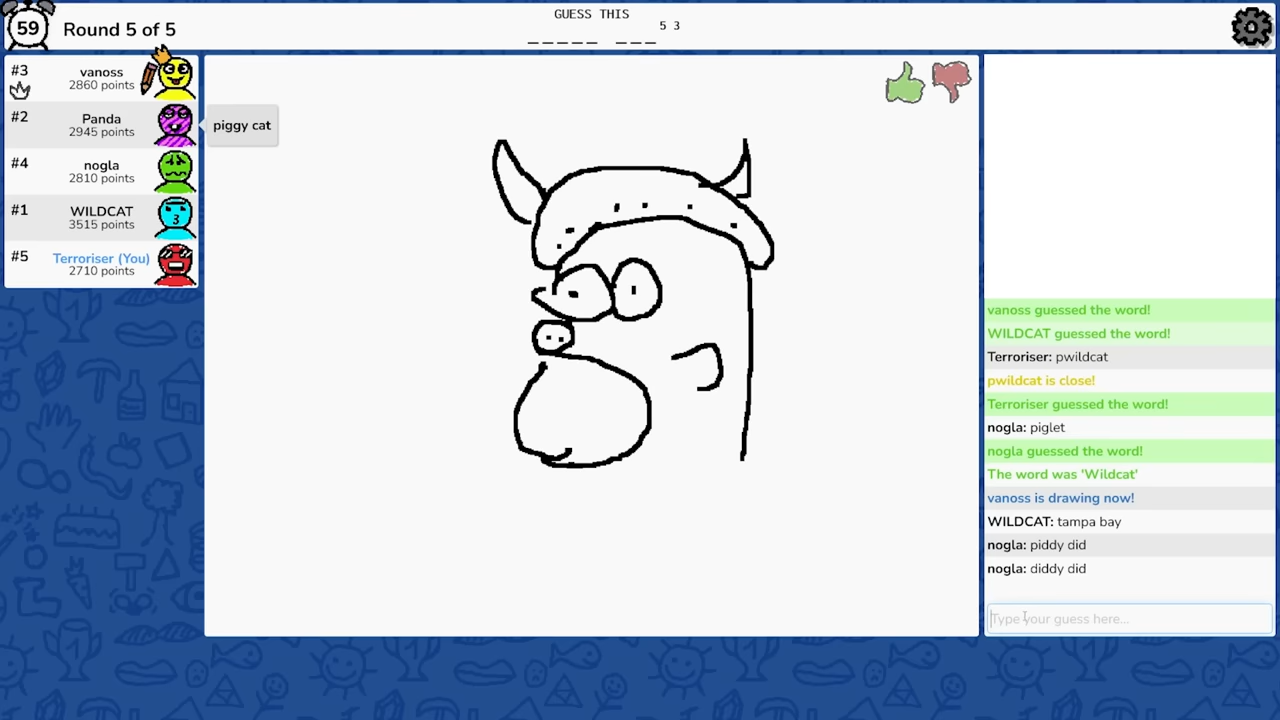 59
Round 5 of 5
GUESS THIS
_____ ___ 5 3
#3
vanoss
2860 points
#2
Panda
2945 points
piggy cat
#4
nogla
2810 points
#1
WILDCAT
3515 points
#5
Terroriser (You)
2710 points
vanoss guessed the word!
WILDCAT guessed the word!
Terroriser: pwildcat
pwildcat is close!
Terroriser guessed the word!
nogla: piglet
nogla guessed the word!
The word was 'Wildcat'
vanoss is drawing now!
WILDCAT: tampa bay
nogla: piddy did
nogla: diddy did
Type your guess here...